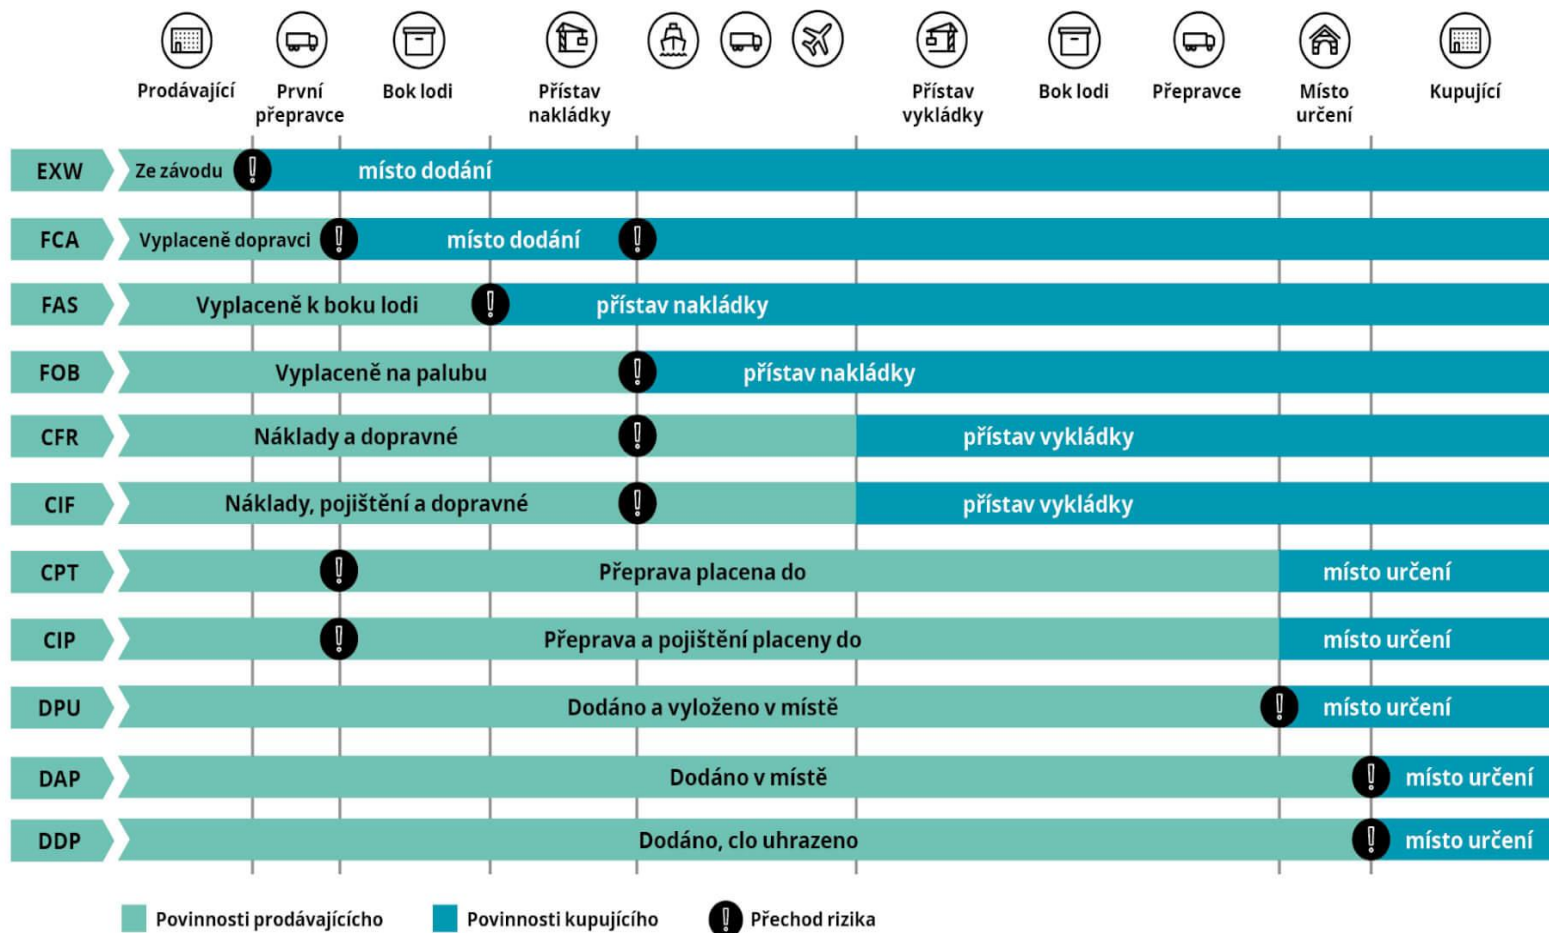 Prodávající
První
přepravce
Bok lodi
Přístav
nakládky
Přístav
vykládky
Bok lodi
Přepravce
Místo
určení
Kupující
EXW Ze závodu místo dodání
FCA Vyplaceně dopravci místo dodání
FAS Vyplaceně k boku lodi přístav nakládky
FOB Vyplaceně na palubu přístav nakládky
CFR Náklady a dopravné přístav vykládky
CIF Náklady, pojištění a dopravné přístav vykládky
CPT Přeprava placena do místo určení
CIP Přeprava a pojištění placeny do místo určení
DPU Dodáno a vyloženo v místě místo určení
DAP Dodáno v místě místo určení
DDP Dodáno, clo uhrazeno místo určení
Povinnosti prodávajícícho Povinnosti kupujícího Přechod rizika